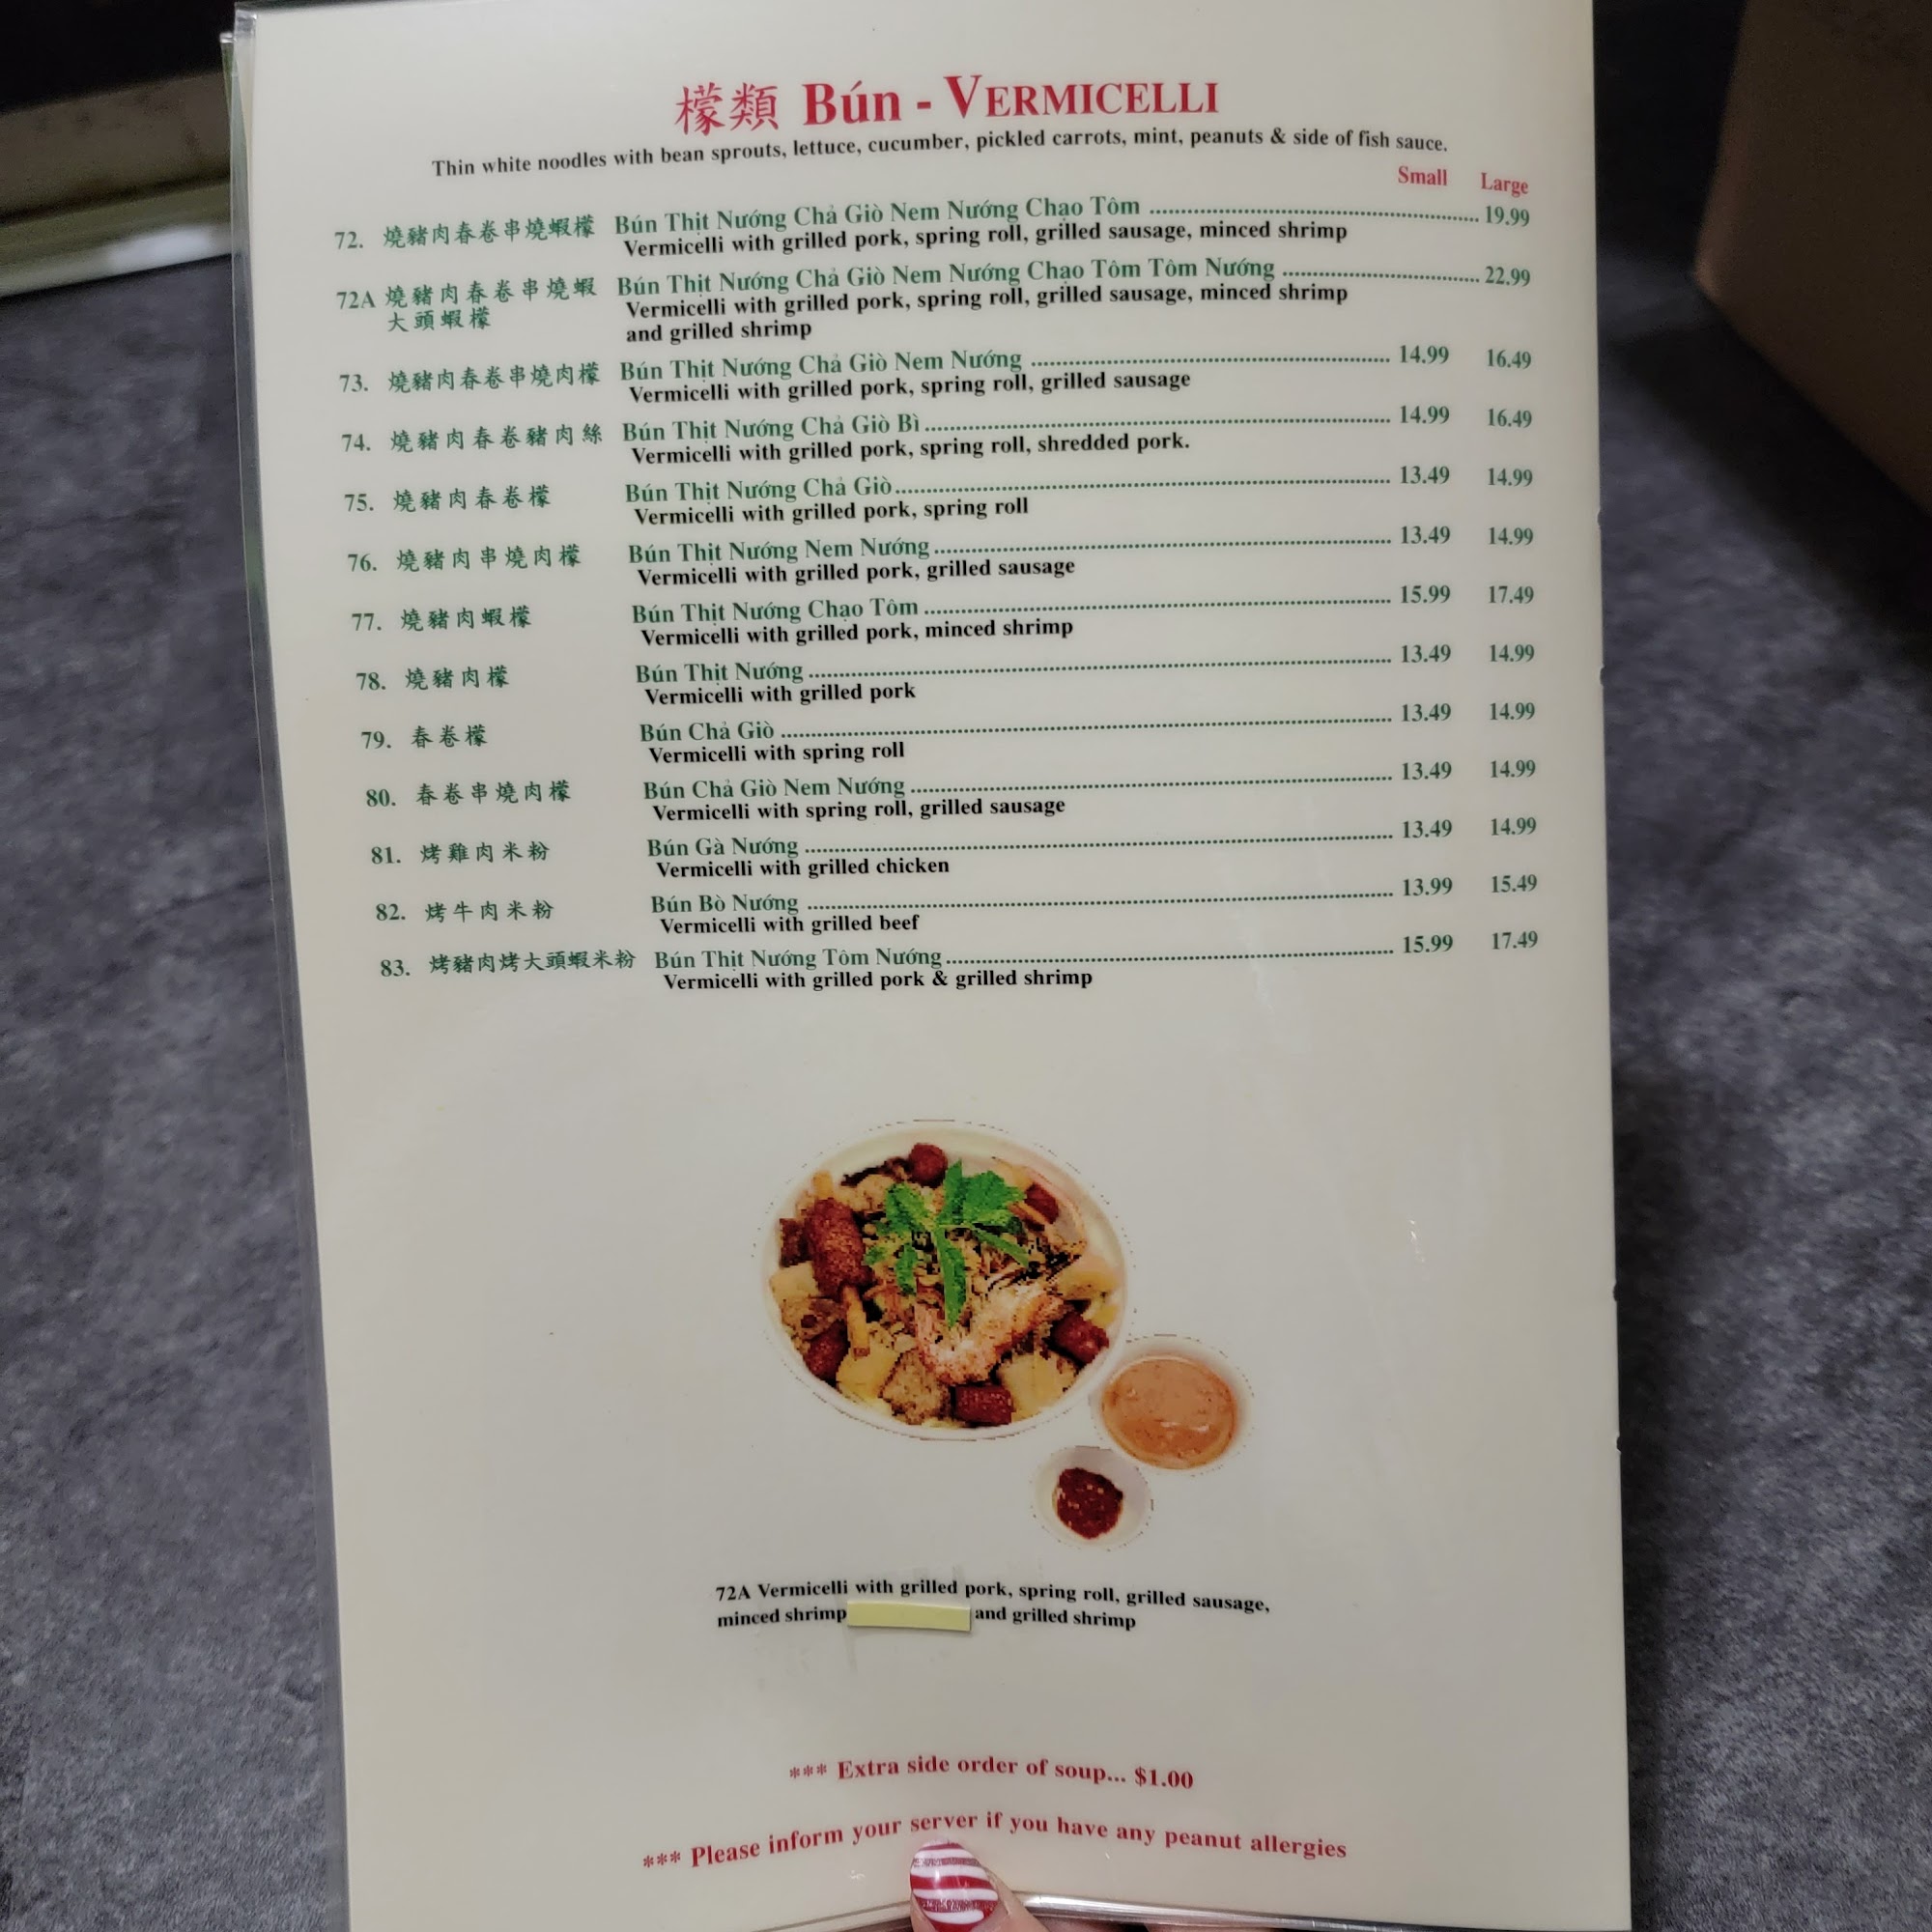 檬類 Bún - VERMICELLI
Thin white noodles with bean sprouts, lettuce, cucumber, pickled carrots, mint, peanuts & side of fish sauce.
Small Large
72. 燒豬肉春卷串燒蝦檬 Bún Thịt Nướng Chả Giò Nem Nướng Chạo Tôm 19.99
Vermicelli with grilled pork, spring roll, grilled sausage, minced shrimp
72A 燒豬肉春卷串燒蝦 Bún Thịt Nướng Chả Giò Nem Nướng Chạo Tôm Tôm Nướng 22.99
大頭蝦檬 Vermicelli with grilled pork, spring roll, grilled sausage, minced shrimp
and grilled shrimp
73. 燒豬肉春卷串燒肉檬 Bún Thịt Nướng Chả Giò Nem Nướng 14.99 16.49
Vermicelli with grilled pork, spring roll, grilled sausage
74. 燒豬肉春卷豬肉絲 Bún Thịt Nướng Chả Giò Bì 14.99 16.49
Vermicelli with grilled pork, spring roll, shredded pork.
75. 燒豬肉春卷檬 Bún Thịt Nướng Chả Giò 13.49 14.99
Vermicelli with grilled pork, spring roll
76. 燒豬肉串燒肉檬 Bún Thịt Nướng Nem Nướng 13.49 14.99
Vermicelli with grilled pork, grilled sausage
77. 燒豬肉蝦檬 Bún Thịt Nướng Chạo Tôm 15.99 17.49
Vermicelli with grilled pork, minced shrimp
78. 燒豬肉檬 Bún Thịt Nướng 13.49 14.99
Vermicelli with grilled pork
79. 春卷檬 Bún Chả Giò 13.49 14.99
Vermicelli with spring roll
80. 春卷串燒肉檬 Bún Chả Giò Nem Nướng 13.49 14.99
Vermicelli with spring roll, grilled sausage
81. 烤雞肉米粉 Bún Gà Nướng 13.49 14.99
Vermicelli with grilled chicken
82. 烤牛肉米粉 Bún Bò Nướng 13.99 15.49
Vermicelli with grilled beef
83. 烤豬肉烤大頭蝦米粉 Bún Thịt Nướng Tôm Nướng 15.99 17.49
Vermicelli with grilled pork & grilled shrimp
72A Vermicelli with grilled pork, spring roll, grilled sausage,
minced shrimp and grilled shrimp
*** Extra side order of soup... $1.00
*** Please inform your server if you have any peanut allergies